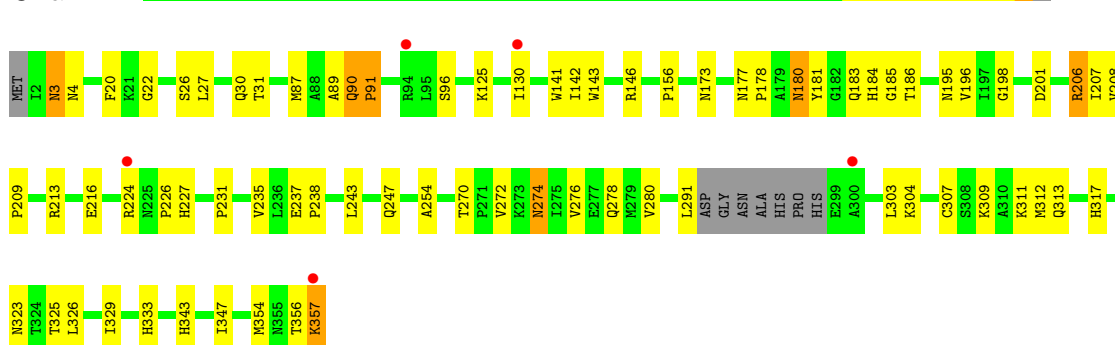 MET I2 N3 N4 F20 K21 G22 S26 L27 Q30 T31 M87 A88 A89 Q90 P91 R94 L95 S96 K125 I130 W141 I142 W143 R146 P156 N173 N177 P178 A179 N180 Y181 G182 Q183 H184 G185 T186 N195 V196 I197 G198 D201 R206 I207 V208
P209 R213 E216 R224 N225 P226 H227 P231 V235 L236 E237 P238 L243 Q247 A254 T270 P271 V272 K273 N274 I275 V276 E277 Q278 M279 V280 L291 ASP GLY ASN ALA HIS PRO HIS E299 A300 L303 K304 C307 S308 K309 A310 K311 M312 Q313 H317
N323 T324 T325 L326 I329 H333 H343 I347 M354 N355 T356 K357